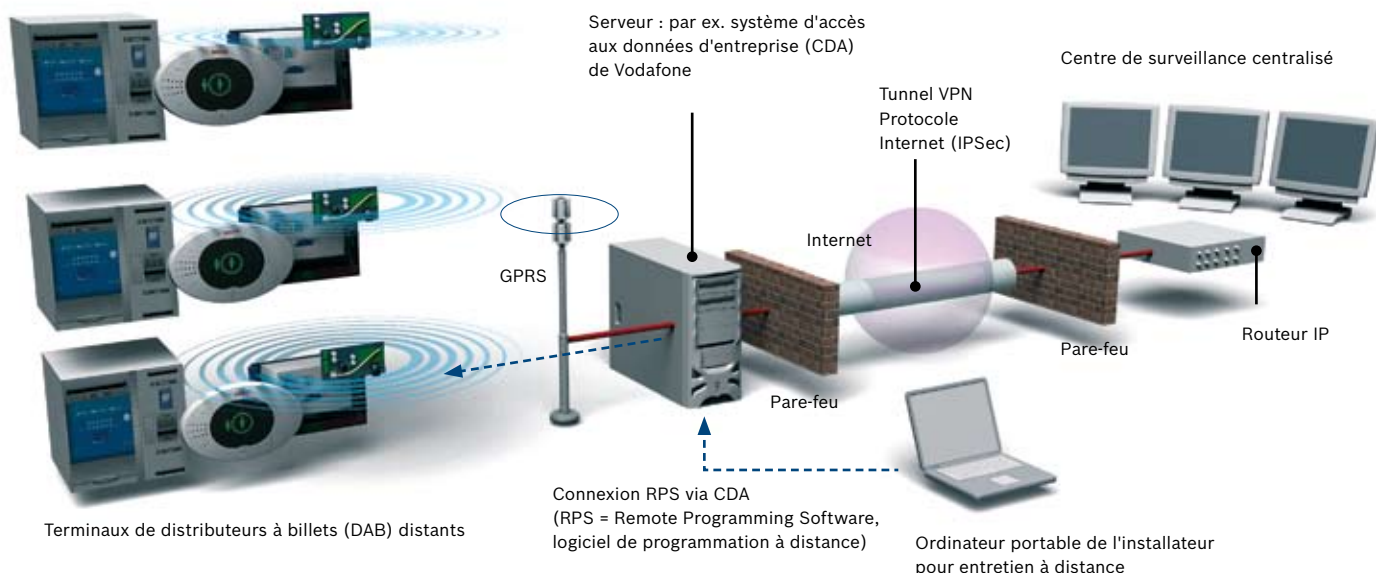 Serveur : par ex. système d'accès
aux données d'entreprise (CDA)
de Vodafone
Centre de surveillance centralisé
Tunnel VPN
Protocole
Internet (IPSec)
Internet
GPRS
Routeur IP
Pare-feu
Pare-feu
Connexion RPS via CDA
(RPS = Remote Programming Software,
logiciel de programmation à distance)
Terminaux de distributeurs à billets (DAB) distants
Ordinateur portable de l'installateur
pour entretien à distance